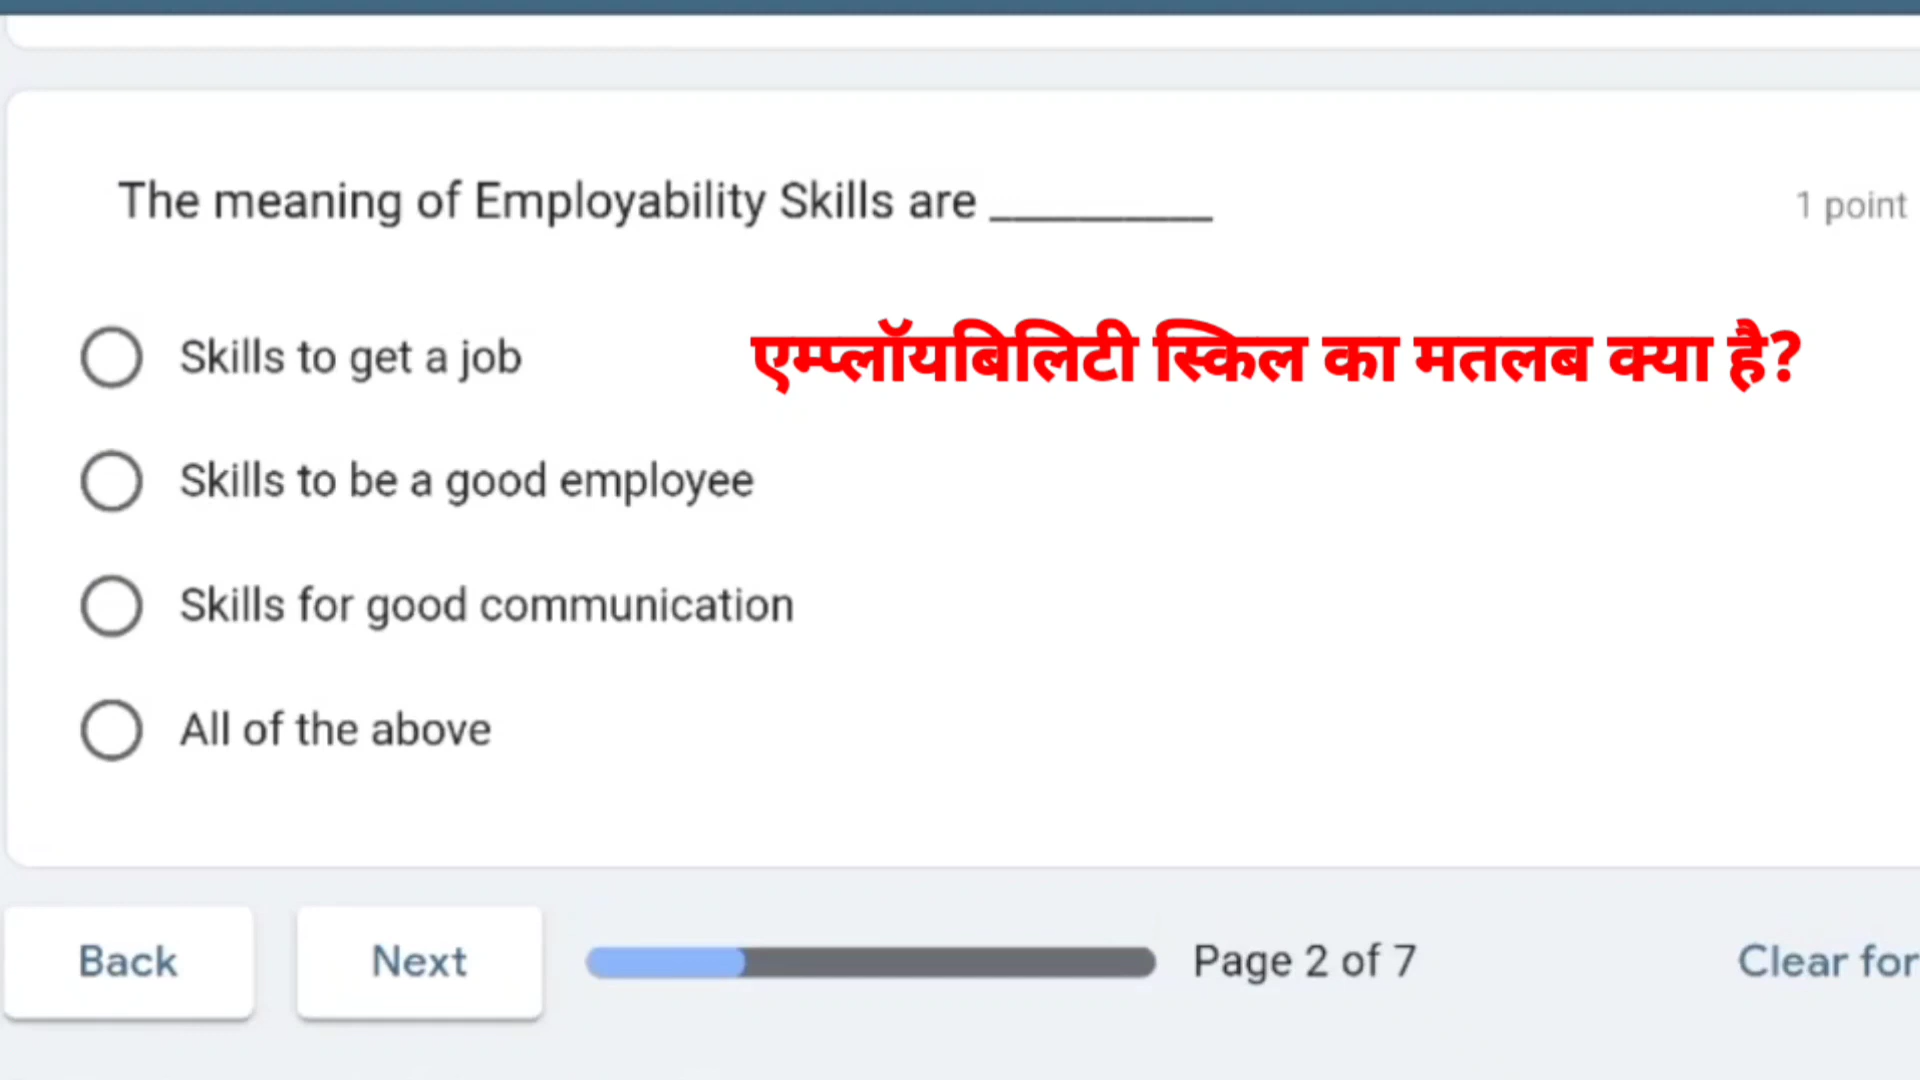 The meaning of Employability Skills are __________
1 point
Skills to get a job
एम्प्लॉयबिलिटी स्किल का मतलब क्या है?
Skills to be a good employee
Skills for good communication
All of the above
Back
Next
Page 2 of 7
Clear for